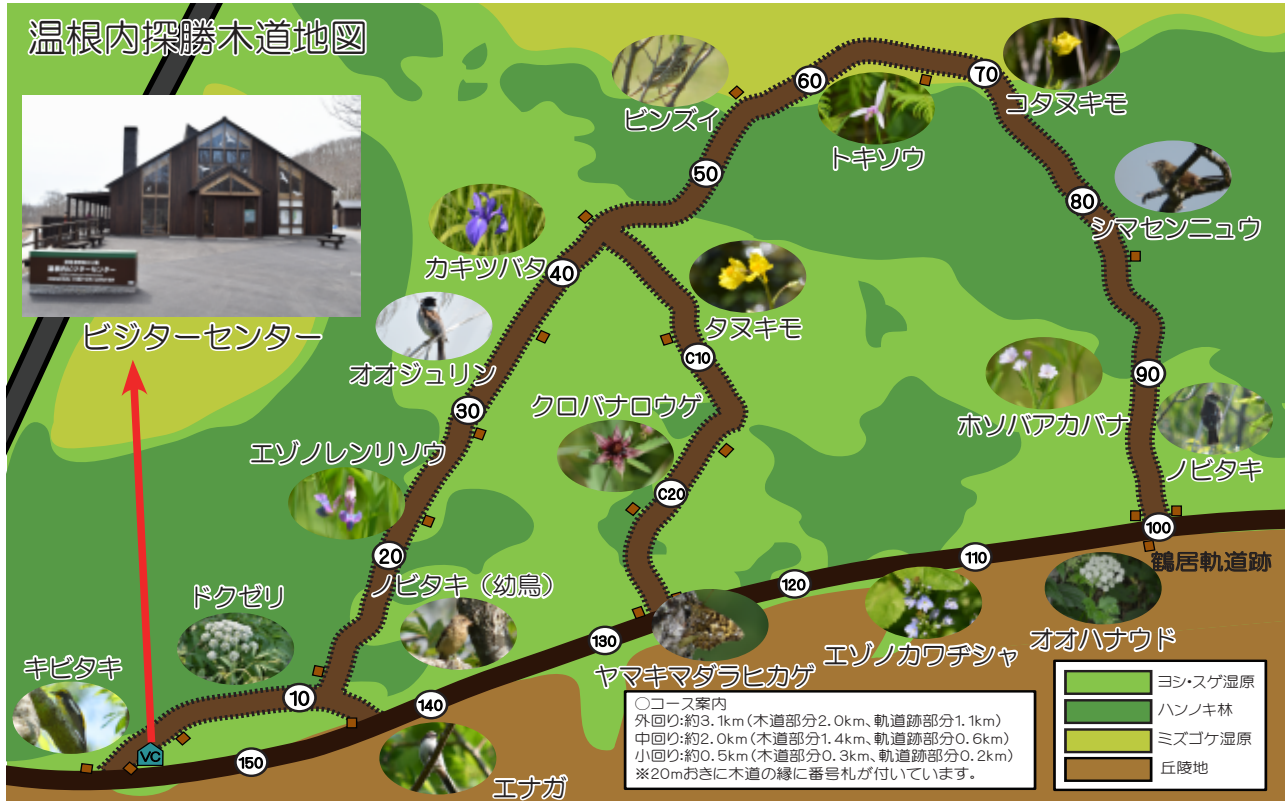 温根内探勝木道地図
ビンズイ
60
70
コタヌキモ
トキソウ
50
80
シマセンニュウ
カキツバタ
40
タヌキモ
温根内ビジターセンター
ビジターセンター
オオジュリン
C10
90
ホソバアカバナ
30
クロバナロウゲ
ノビタキ
エゾノレンリソウ
C20
100
鶴居軌道跡
20
110
ドクゼリ
ノビタキ(幼鳥)
120
オオハナウド
130
エゾノカワヂシャ
キビタキ
ヤマキマダラヒカゲ
10
140
VC
150
エナガ
○コース案内
外回り:約3.1km(木道部分2.0km、軌道跡部分1.1km)
中回り:約2.0km(木道部分1.4km、軌道跡部分0.6km)
小回り:約0.5km(木道部分0.3km、軌道跡部分0.2km)
※20mおきに木道の縁に番号札が付いています。
ヨシ・スゲ湿原
ハンノキ林
ミズゴケ湿原
丘陵地